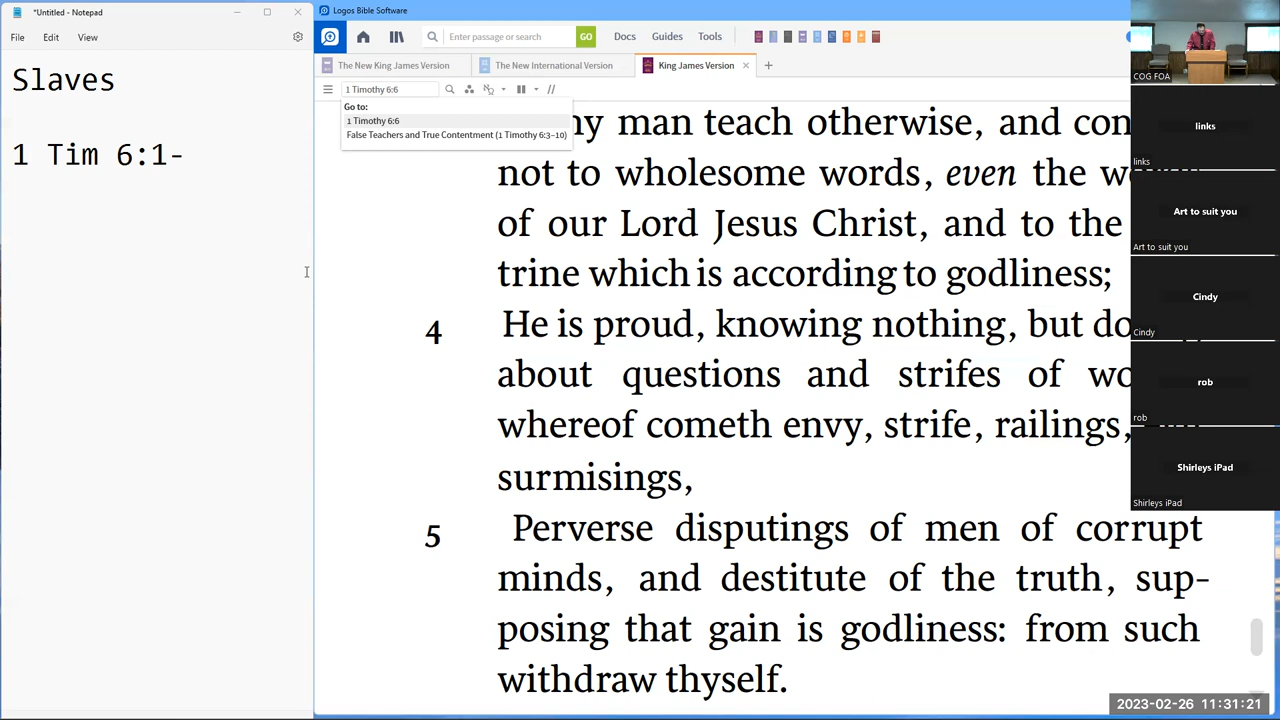 *Untitled - Notepad
File Edit View
Slaves
1 Tim 6:1-
Logos Bible Software
Enter passage or search GO Docs Guides Tools
The New King James Version The New International Version King James Version
1 Timothy 6:6
Go to:
1 Timothy 6:6
False Teachers and True Contentment (1 Timothy 6:3–10)
ny man teach otherwise, and con
not to wholesome words, even the w
of our Lord Jesus Christ, and to the
trine which is according to godliness;
4 He is proud, knowing nothing, but do
about questions and strifes of wo
whereof cometh envy, strife, railings,
surmisings,
5 Perverse disputings of men of corrupt
minds, and destitute of the truth, sup-
posing that gain is godliness: from such
withdraw thyself.
COG FOA
links
links
Art to suit you
Art to suit you
Cindy
Cindy
rob
rob
Shirleys iPad
Shirleys iPad
2023-02-26 11:31:21